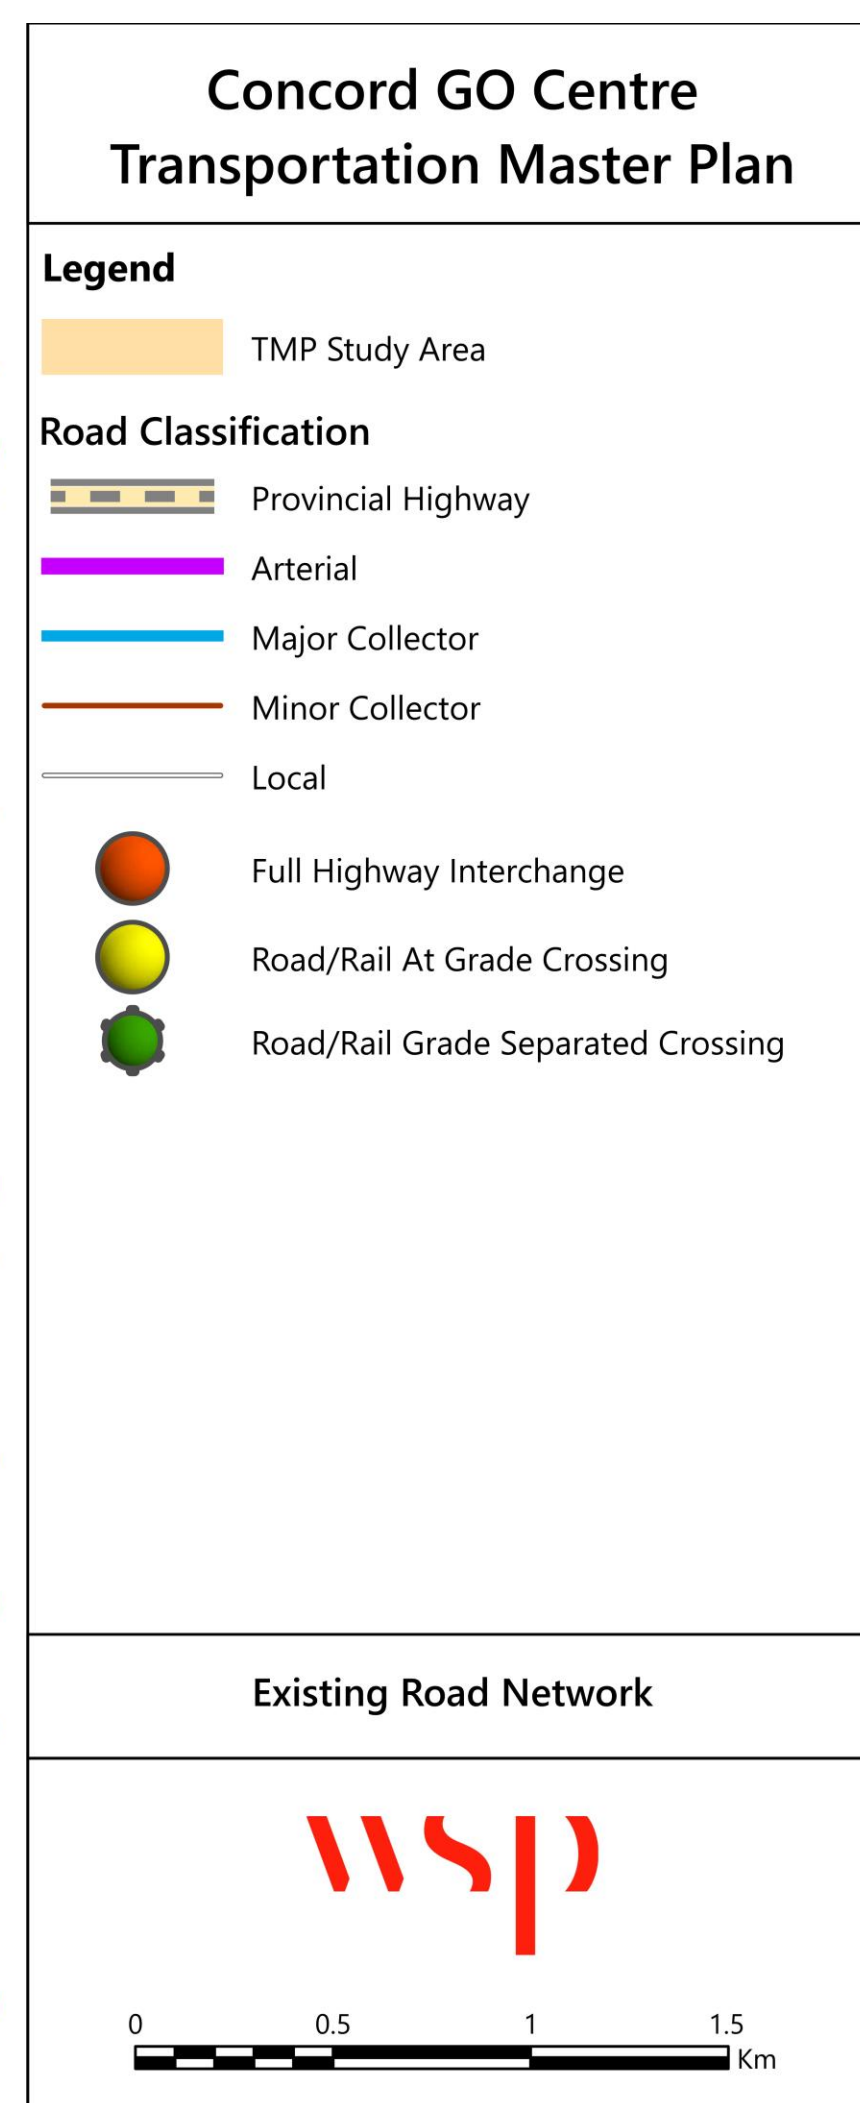 Concord GO Centre
Transportation Master Plan
Legend
TMP Study Area
Road Classification
Provincial Highway
Arterial
Major Collector
Minor Collector
Local
Full Highway Interchange
Road/Rail At Grade Crossing
Road/Rail Grade Separated Crossing
Existing Road Network
wsp
0 0.5 1 1.5
Km